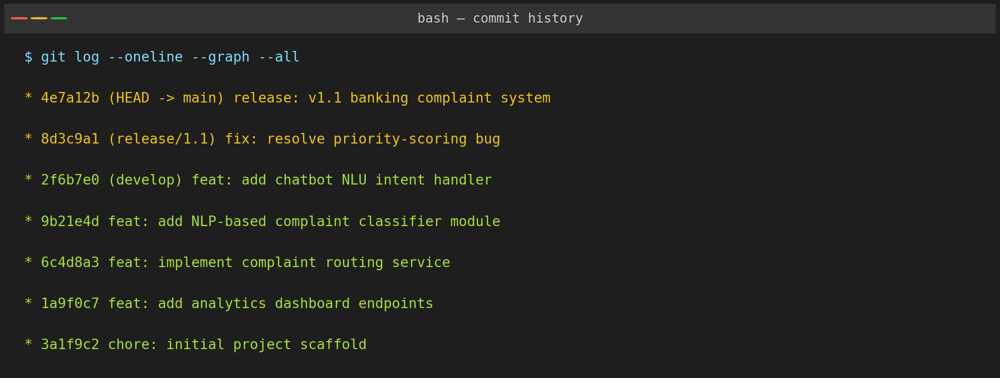 bash — commit history
$ git log --oneline --graph --all
* 4e7a12b (HEAD -> main) release: v1.1 banking complaint system
* 8d3c9a1 (release/1.1) fix: resolve priority-scoring bug
* 2f6b7e0 (develop) feat: add chatbot NLU intent handler
* 9b21e4d feat: add NLP-based complaint classifier module
* 6c4d8a3 feat: implement complaint routing service
* 1a9f0c7 feat: add analytics dashboard endpoints
* 3a1f9c2 chore: initial project scaffold